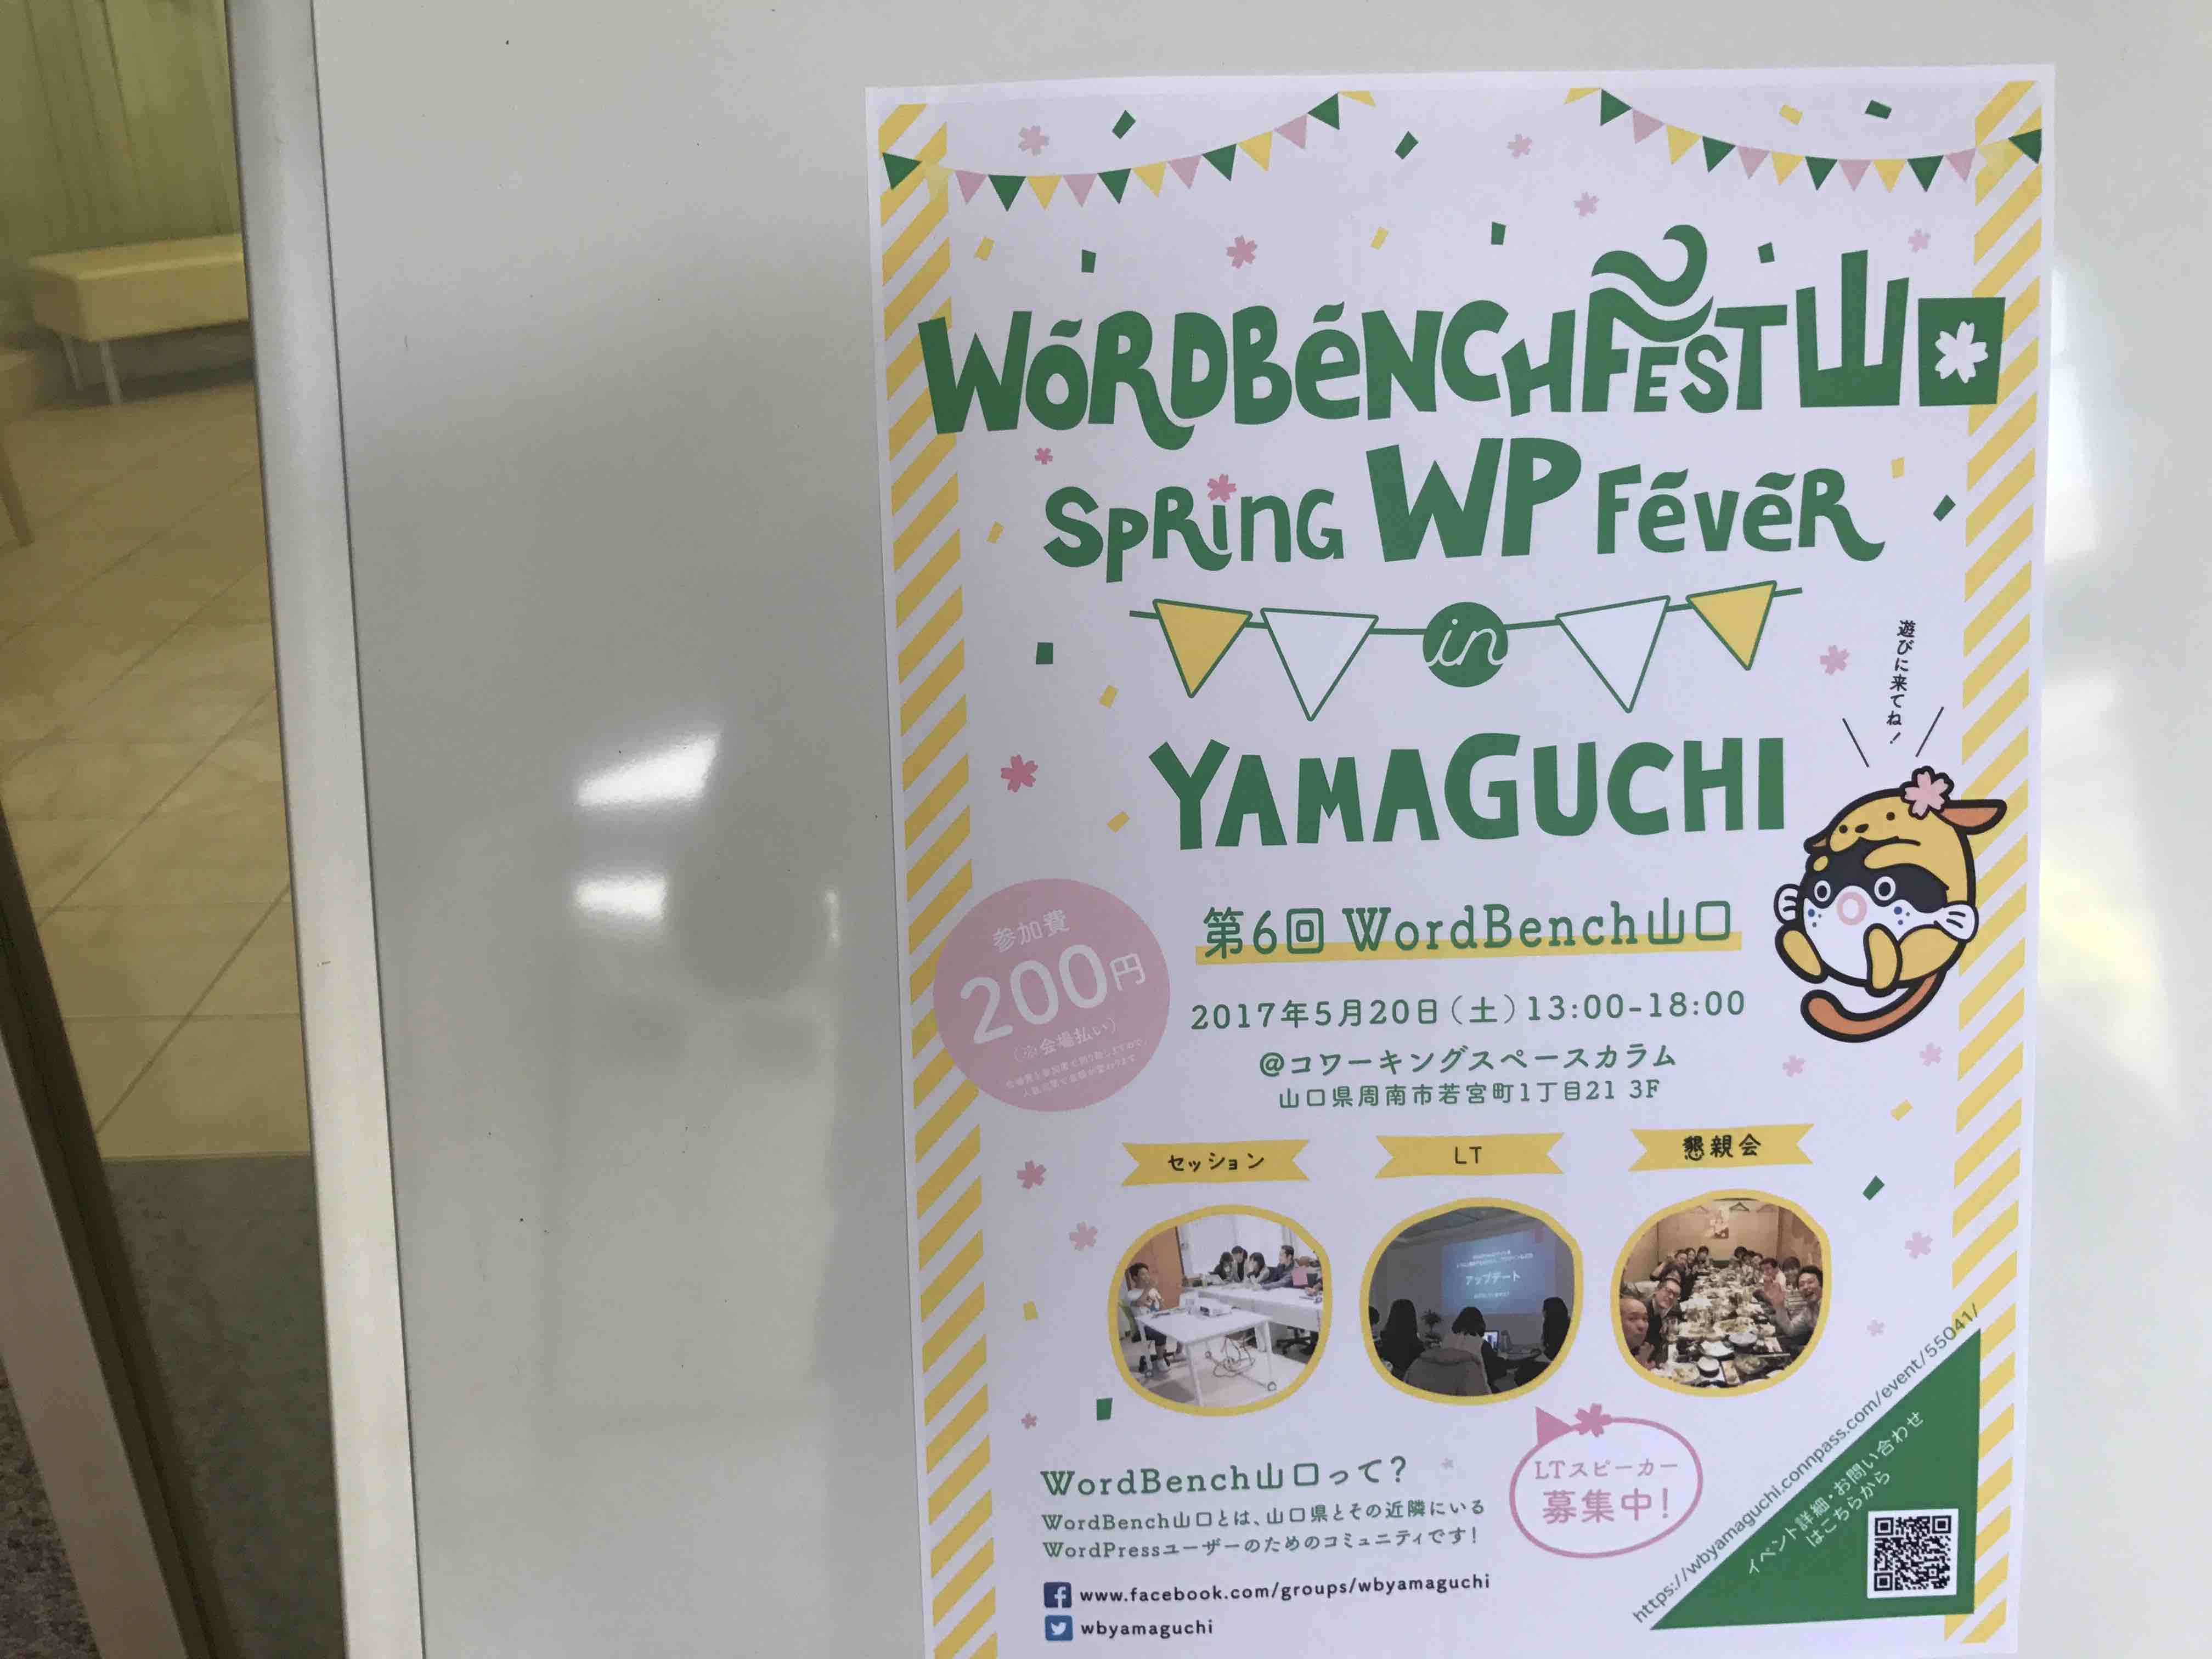 WORDBENCHFEST山口
SPRING WP FEVER
in
YAMAGUCHI
遊びに来てね！
第6回 WordBench山口
参加費
200円
(※会場払い)
2017年5月20日（土）13:00-18:00
@コワーキングスペースカラム
山口県周南市若宮町1丁目21 3F
セッション
LT
懇親会
アップデート
LTスピーカー
募集中！
WordBench山口って？
WordBench山口とは、山口県とその近隣にいる
WordPressユーザーのためのコミュニティです！
www.facebook.com/groups/wbyamaguchi
wbyamaguchi
https://wbyamaguchi.connpass.com/event/55041/
イベント詳細・お問い合わせ
はこちらから